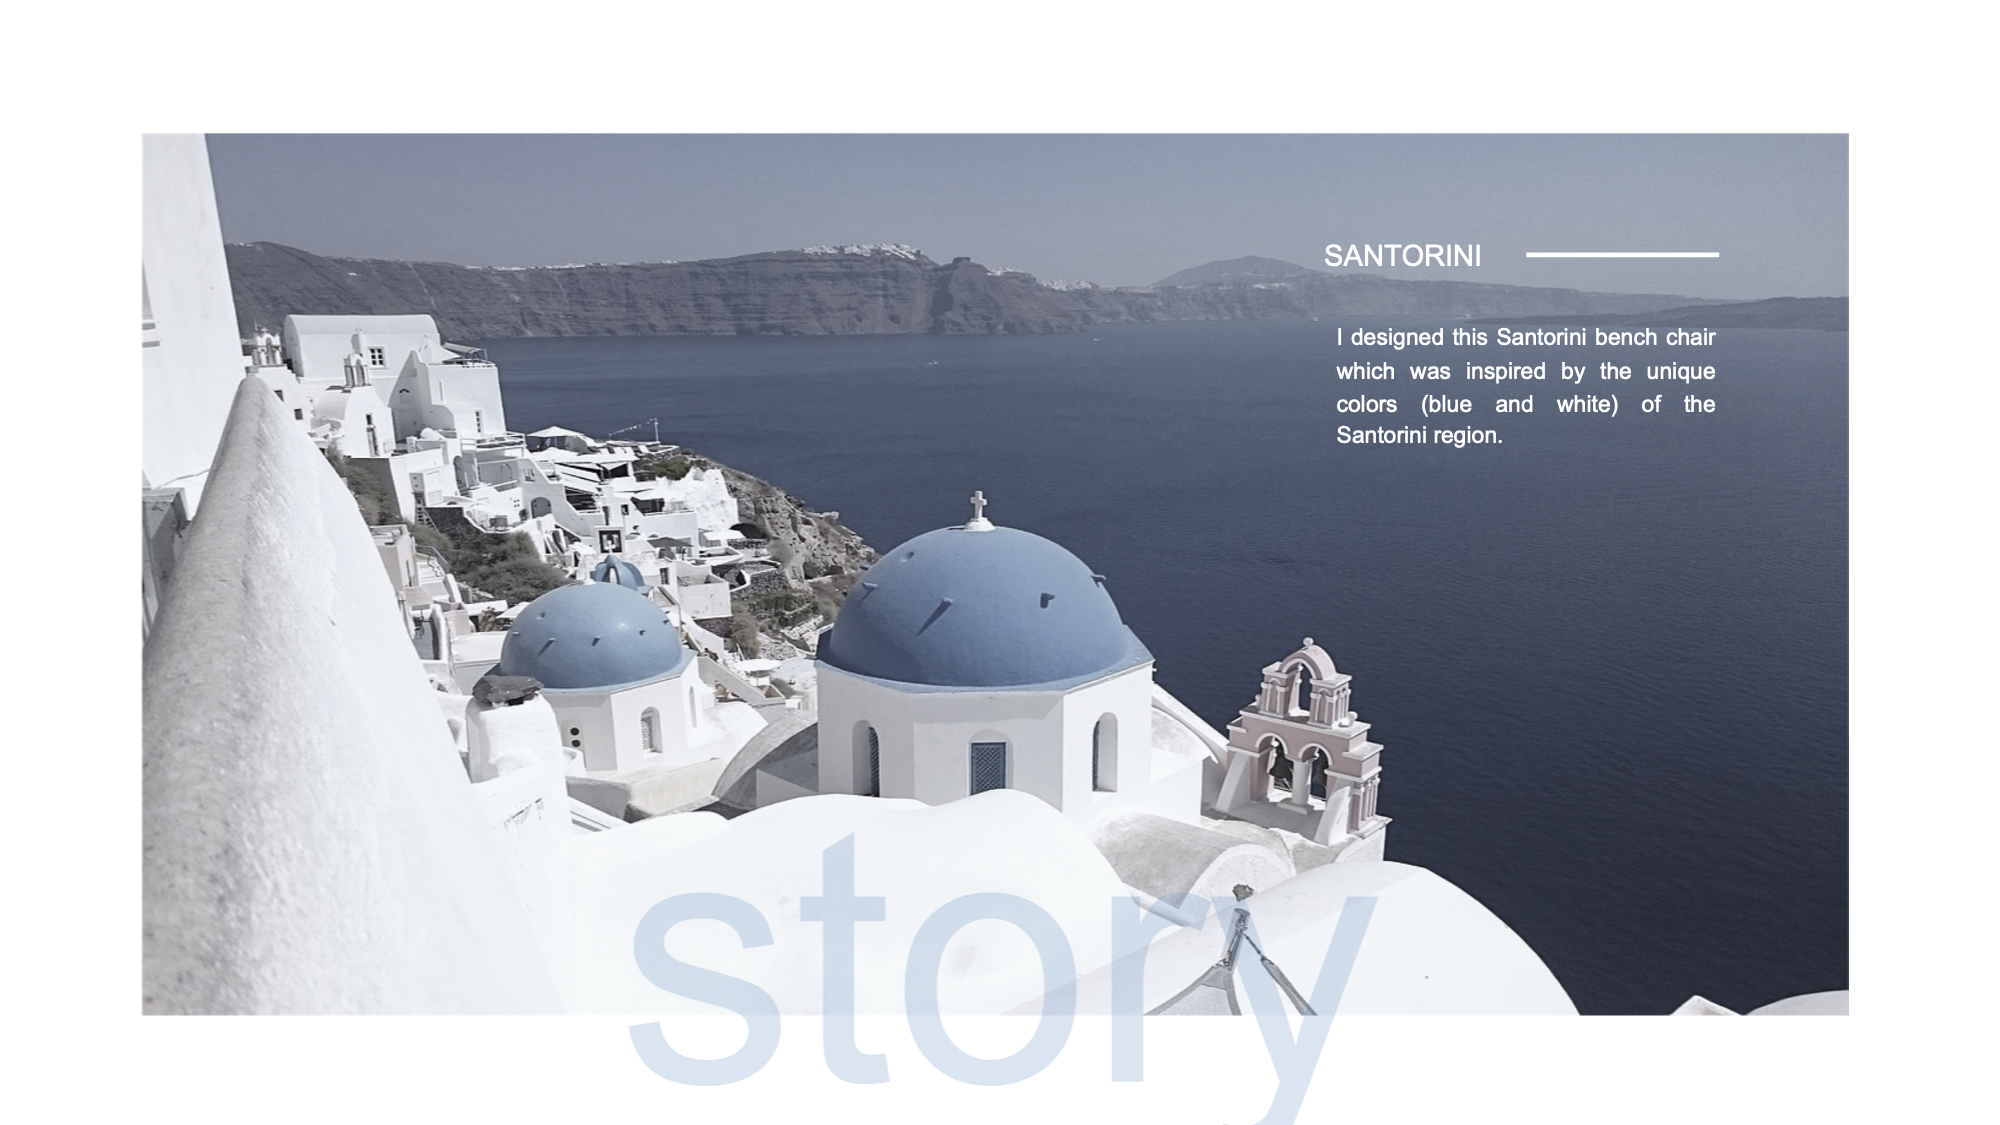 SANTORINI
I designed this Santorini bench chair
which was inspired by the unique
colors (blue and white) of the
Santorini region.
story